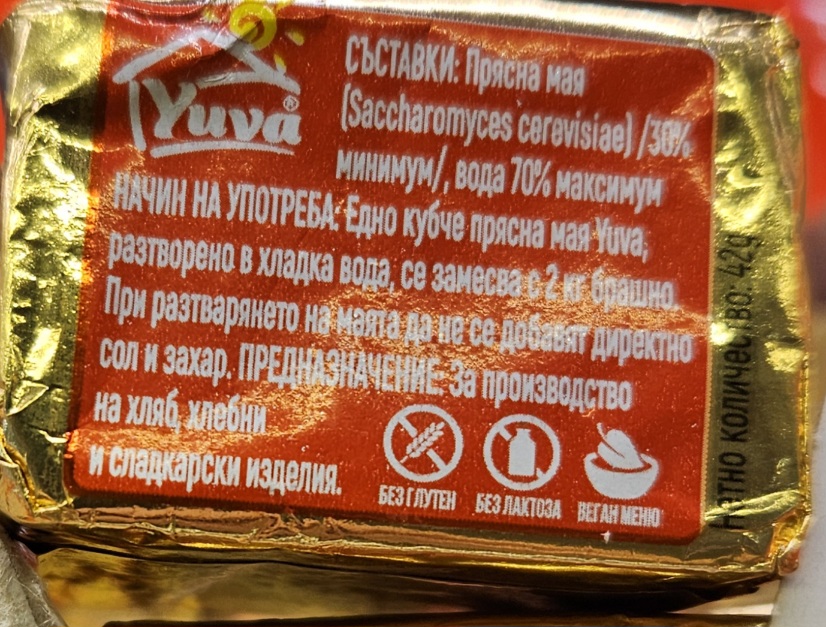 Yuva®
СЪСТАВКИ: Прясна мая
(Saccharomyces cerevisiae) /30%
минимум/, вода 70% максимум
НАЧИН НА УПОТРЕБА: Едно кубче прясна мая Yuva,
разтворено в хладка вода, се замесва с 2 кг брашно.
При разтварянето на маята да не се добавят директно
сол и захар. ПРЕДНАЗНАЧЕНИЕ: За производство
на хляб, хлебни
и сладкарски изделия.
БЕЗ ГЛУТЕН
БЕЗ ЛАКТОЗА
ВЕГАН МЕНЮ
Нетно количество: 42g